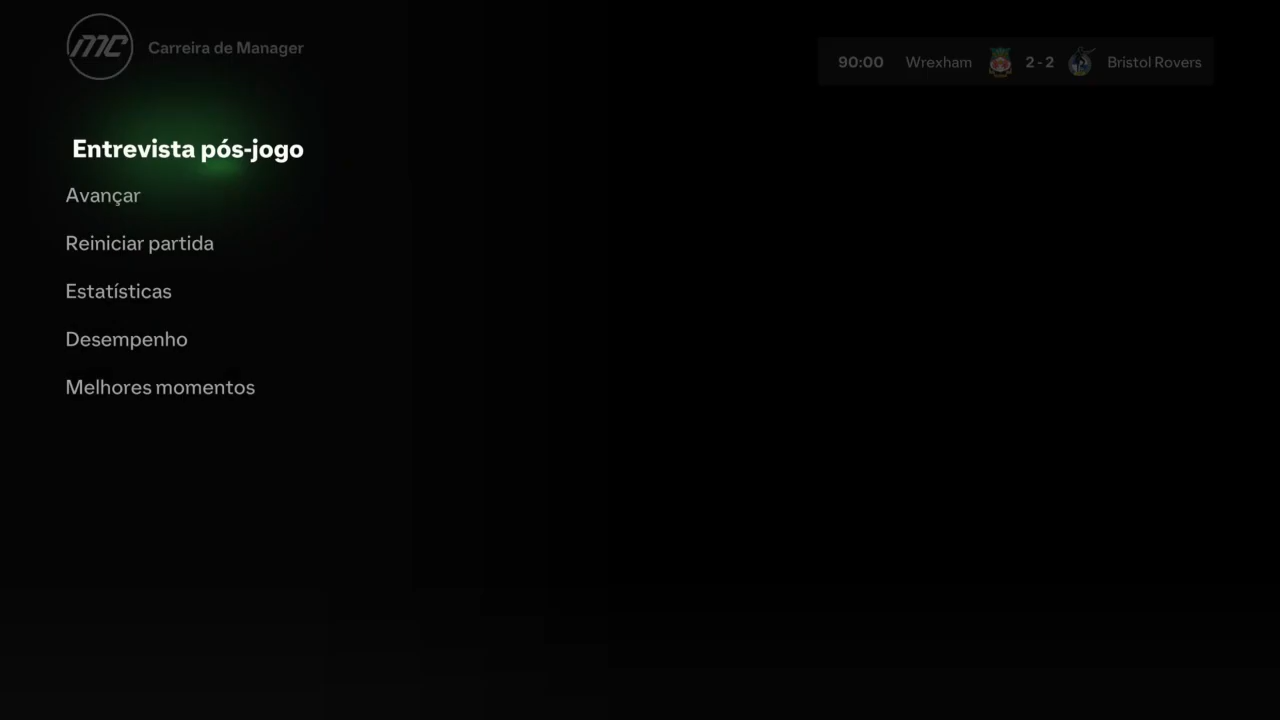 MC Carreira de Manager
90:00 Wrexham 2 - 2 Bristol Rovers
Entrevista pós-jogo
Avançar
Reiniciar partida
Estatísticas
Desempenho
Melhores momentos